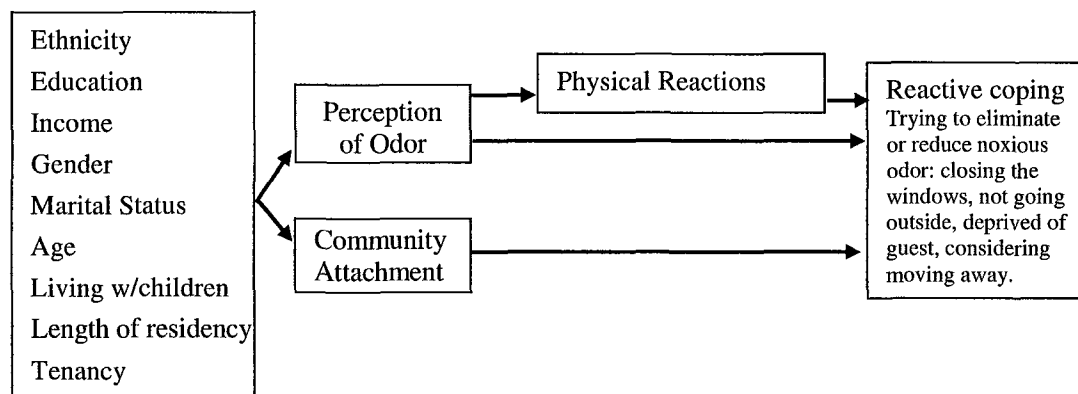 Ethnicity
Education
Income
Gender
Marital Status
Age
Living w/children
Length of residency
Tenancy
Perception
of Odor
Community
Attachment
Physical Reactions
Reactive coping
Trying to eliminate
or reduce noxious
odor: closing the
windows, not going
outside, deprived of
guest, considering
moving away.